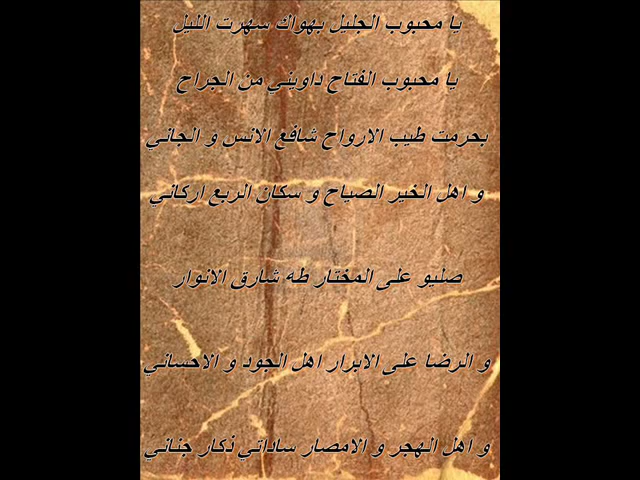 يا محبوب الجليل بهواك سهرت الليل
يا محبوب الفتاح داويني من الجراح
بحرمت طيب الارواح شافع الانس و الجاني
و اهل الخير الصياح و سكان الربع اركاني
صليو على المختار طه شارق الانوار
و الرضا على الابرار اهل الجود و الاحساني
و اهل الهجر و الامصار ساداتي ذكار جناني